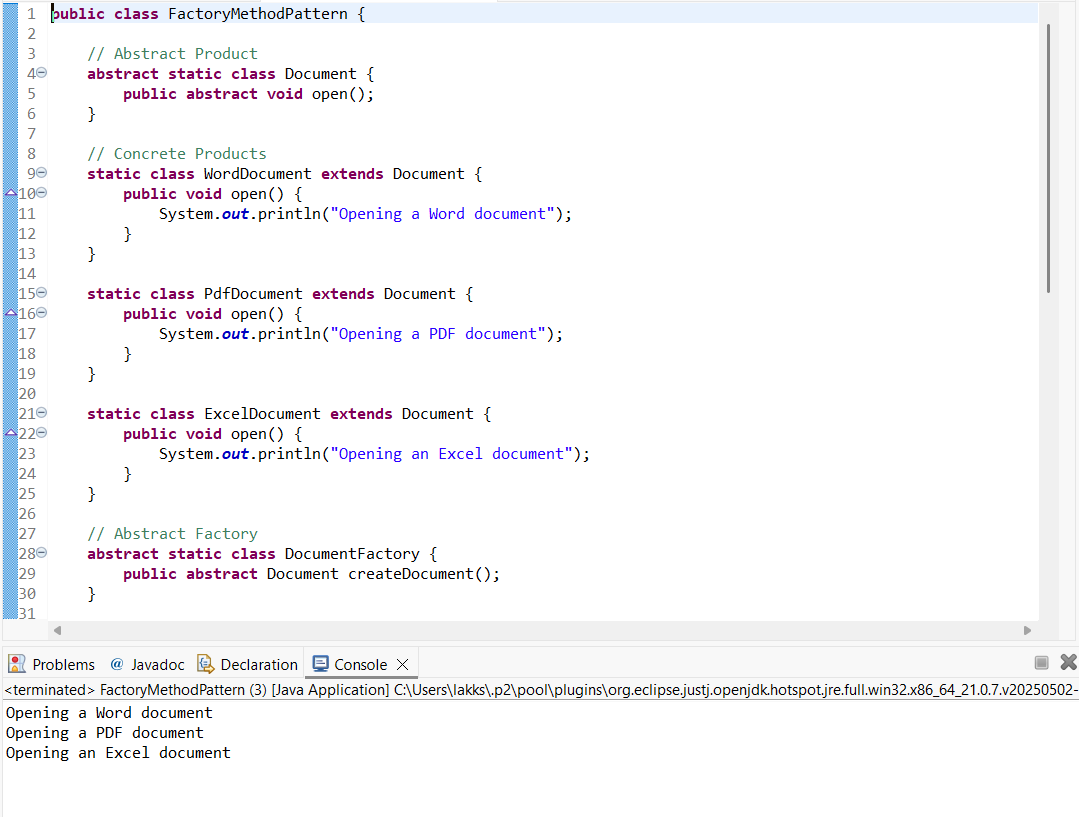 1 public class FactoryMethodPattern {
2
3     // Abstract Product
4     abstract static class Document {
5         public abstract void open();
6     }
7
8     // Concrete Products
9     static class WordDocument extends Document {
10         public void open() {
11             System.out.println("Opening a Word document");
12         }
13     }
14
15     static class PdfDocument extends Document {
16         public void open() {
17             System.out.println("Opening a PDF document");
18         }
19     }
20
21     static class ExcelDocument extends Document {
22         public void open() {
23             System.out.println("Opening an Excel document");
24         }
25     }
26
27     // Abstract Factory
28     abstract static class DocumentFactory {
29         public abstract Document createDocument();
30     }
31
Problems @ Javadoc Declaration Console
<terminated> FactoryMethodPattern (3) [Java Application] C:\Users\lakks\.p2\pool\plugins\org.eclipse.justj.openjdk.hotspot.jre.full.win32.x86_64_21.0.7.v20250502-
Opening a Word document
Opening a PDF document
Opening an Excel document